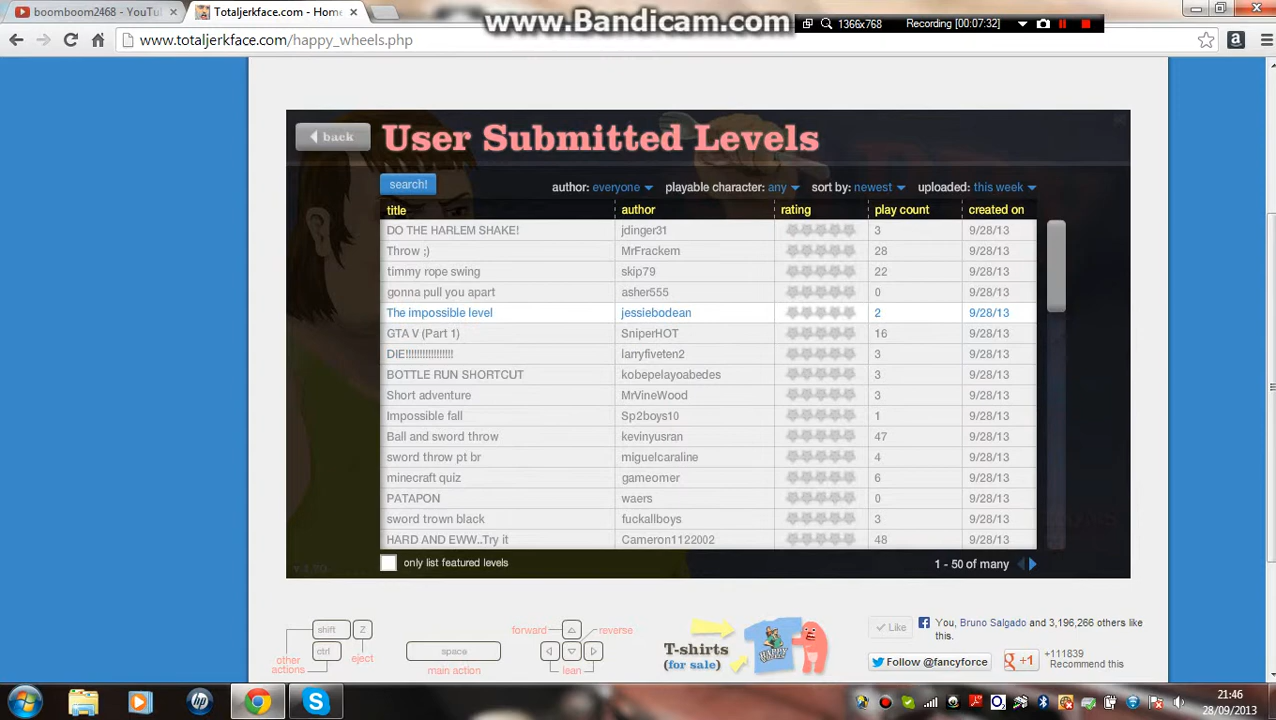 boomboom2468 - YouTu
Totaljerkface.com - Hom
www.Bandicam.com
1366x768
Recording [00:07:32]
www.totaljerkface.com/happy_wheels.php
back
User Submitted Levels
search!
author: everyone
playable character: any
sort by: newest
uploaded: this week
title author rating play count created on
DO THE HARLEM SHAKE! jdinger31 3 9/28/13
Throw ;) MrFrackem 28 9/28/13
timmy rope swing skip79 22 9/28/13
gonna pull you apart asher555 0 9/28/13
The impossible level jessiebodean 2 9/28/13
GTA V (Part 1) SniperHOT 16 9/28/13
DIE!!!!!!!!!!!!!!!!! larryfiveten2 3 9/28/13
BOTTLE RUN SHORTCUT kobepelayoabedes 3 9/28/13
Short adventure MrVineWood 3 9/28/13
Impossible fall Sp2boys10 1 9/28/13
Ball and sword throw kevinyusran 47 9/28/13
sword throw pt br miguelcaraline 4 9/28/13
minecraft quiz gameomer 6 9/28/13
PATAPON waers 0 9/28/13
sword trown black fuckallboys 3 9/28/13
HARD AND EWW..Try it Cameron1122002 48 9/28/13
only list featured levels
1 - 50 of many
shift Z
ctrl
other actions
eject
space
main action
forward
reverse
lean
T-shirts
(for sale)
Like
You, Bruno Salgado and 3,196,266 others like
this.
Follow @fancyforce
+1
+111839
Recommend this
21:46
28/09/2013